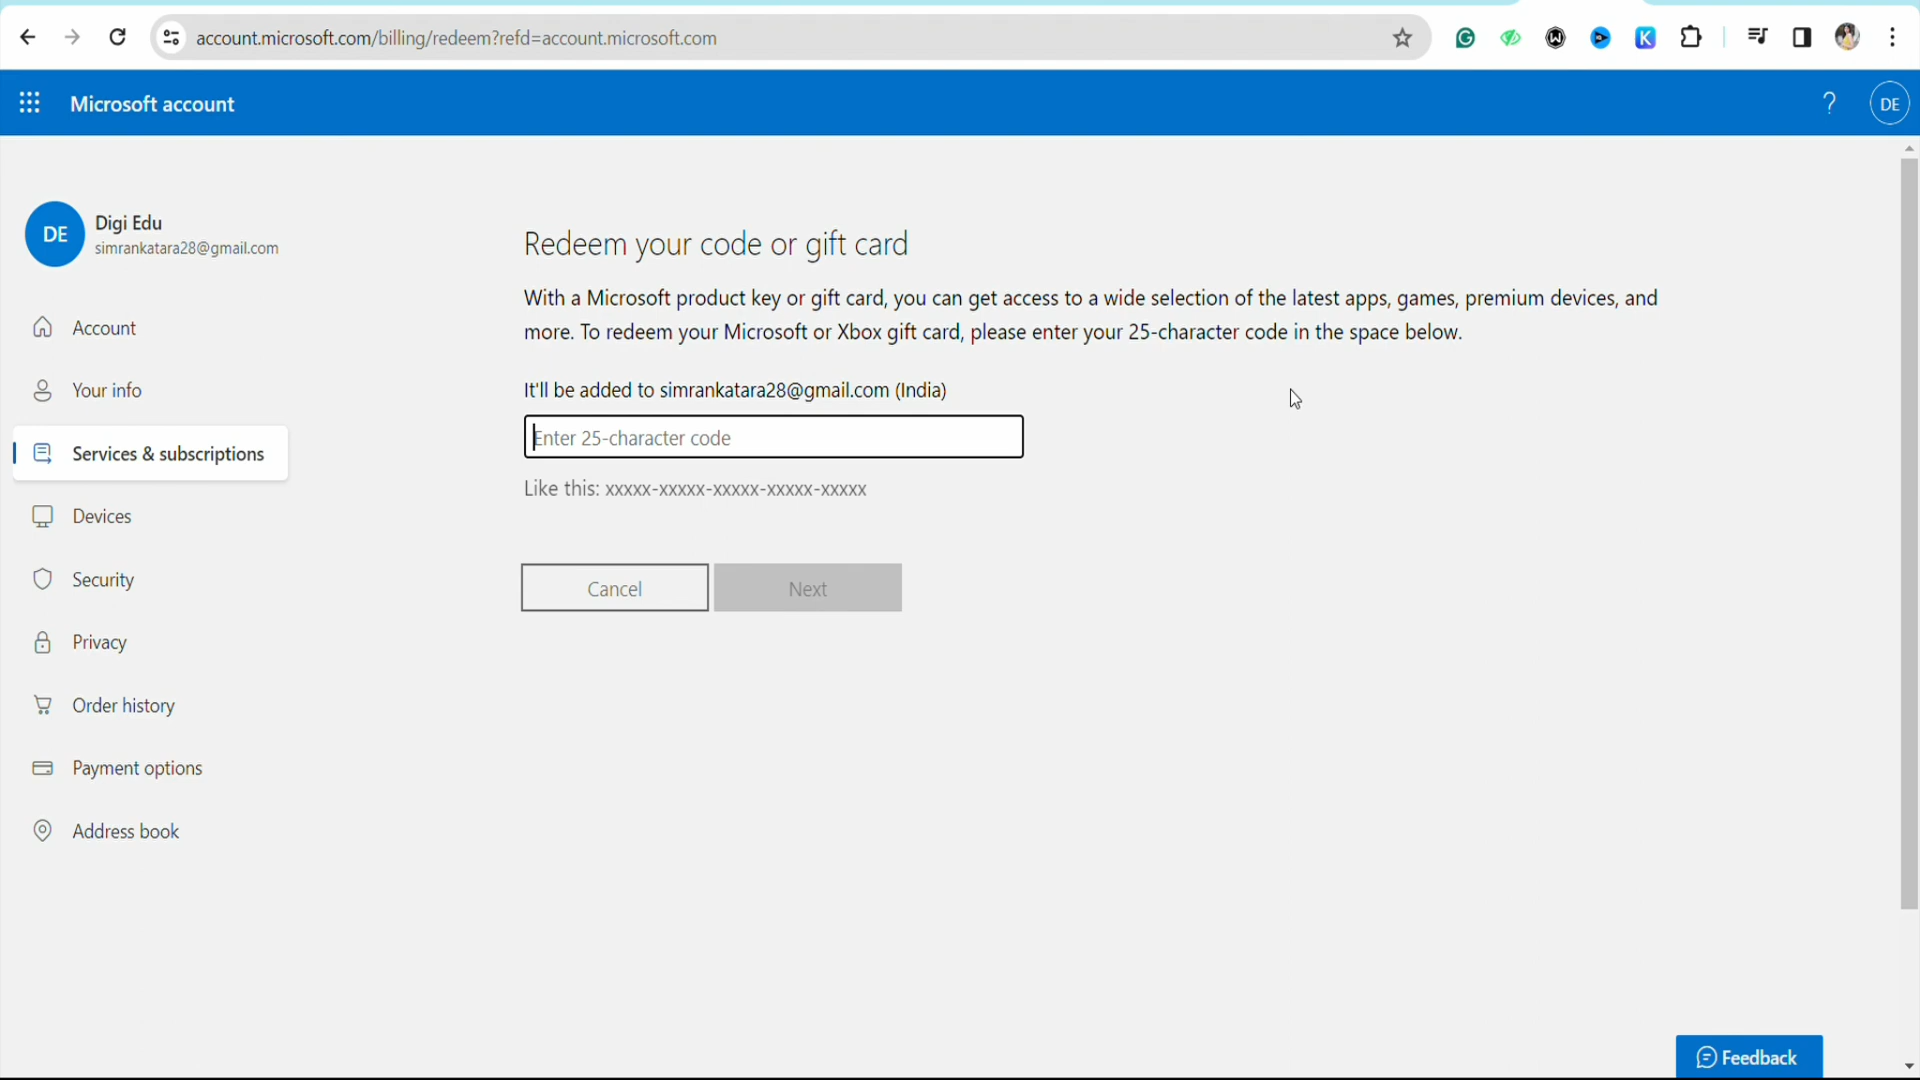 account.microsoft.com/billing/redeem?refd=account.microsoft.com
Microsoft account
?
DE
DE
Digi Edu
simrankatara28@gmail.com
Account
Your info
Services & subscriptions
Devices
Security
Privacy
Order history
Payment options
Address book
Redeem your code or gift card
With a Microsoft product key or gift card, you can get access to a wide selection of the latest apps, games, premium devices, and
more. To redeem your Microsoft or Xbox gift card, please enter your 25-character code in the space below.
It'll be added to simrankatara28@gmail.com (India)
Enter 25-character code
Like this: xxxxx-xxxxx-xxxxx-xxxxx-xxxxx
Cancel
Next
Feedback